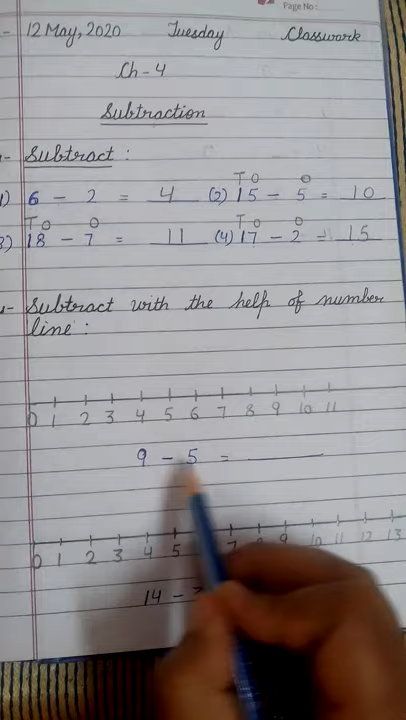 Page No:
12 May, 2020 Tuesday Classwork
Ch-4
Subtraction
Subtract :
T O O
1) 6 - 2 = 4 (2) 15 - 5 = 10
T O O T O O
3) 18 - 7 = 11 (4) 17 - 2 = 15
Subtract with the help of number
line :
0 1 2 3 4 5 6 7 8 9 10 11
9 - 5 =
0 1 2 3 4 5 7 8 9 10 11 12 13
14 -